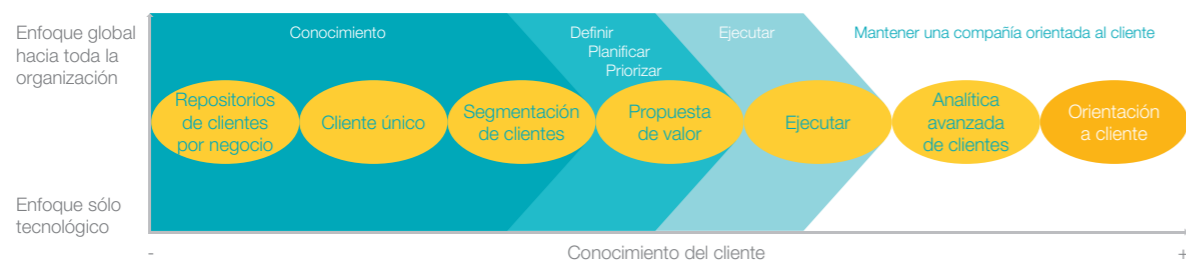 Enfoque global
hacia toda la
organización
Conocimiento
Definir
Planificar
Priorizar
Ejecutar
Mantener una compañía orientada al cliente
Repositorios
de clientes
por negocio
Cliente único
Segmentación
de clientes
Propuesta
de valor
Ejecutar
Analítica
avanzada
de clientes
Orientación
a cliente
Enfoque sólo
tecnológico
-
Conocimiento del cliente
+